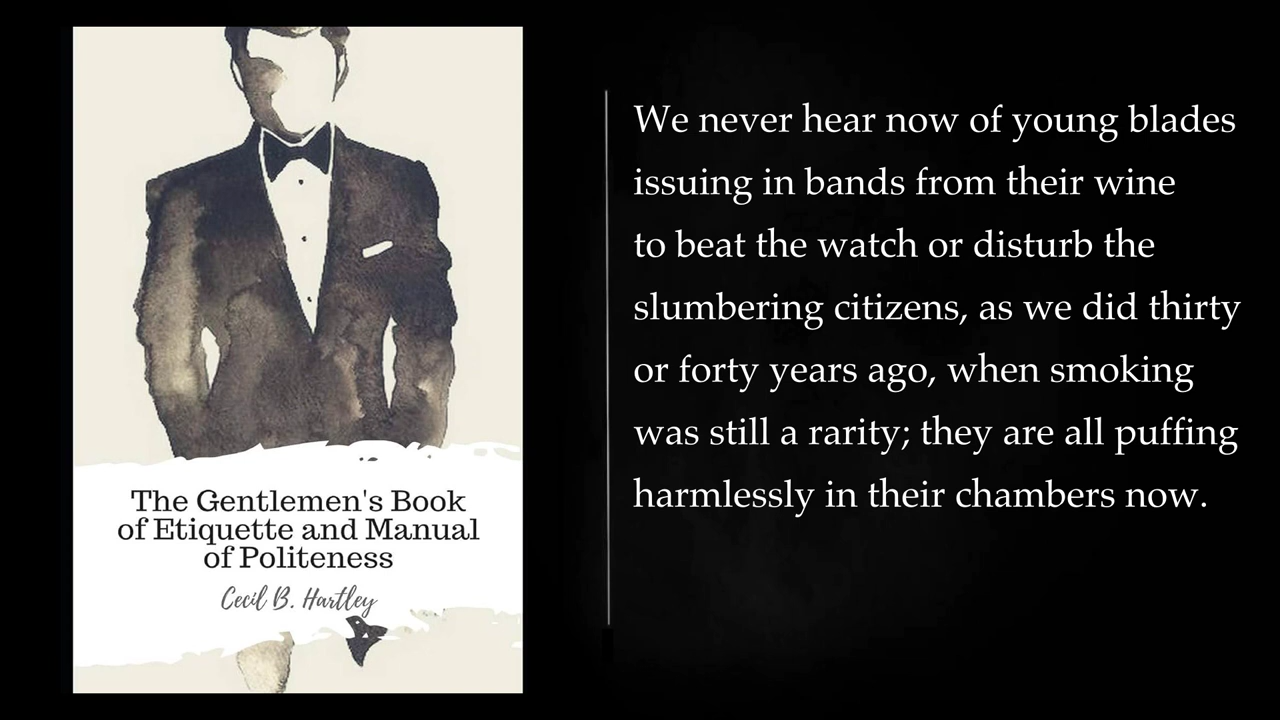 The Gentlemen's Book
of Etiquette and Manual
of Politeness
Cecil B. Hartley
We never hear now of young blades
issuing in bands from their wine
to beat the watch or disturb the
slumbering citizens, as we did thirty
or forty years ago, when smoking
was still a rarity; they are all puffing
harmlessly in their chambers now.